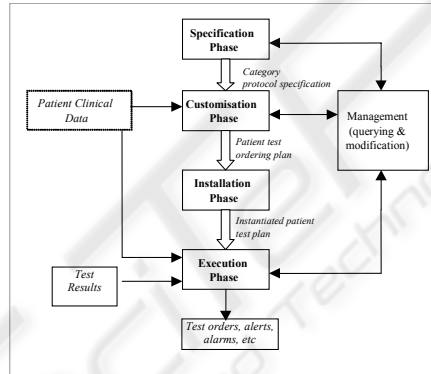 Specification
Phase
Category
protocol specification
Patient Clinical
Data
Customisation
Phase
Management
(querying &
modification)
Patient test
ordering plan
Installation
Phase
Instantiated patient
test plan
Execution
Phase
Test
Results
Test orders, alerts,
alarms, etc